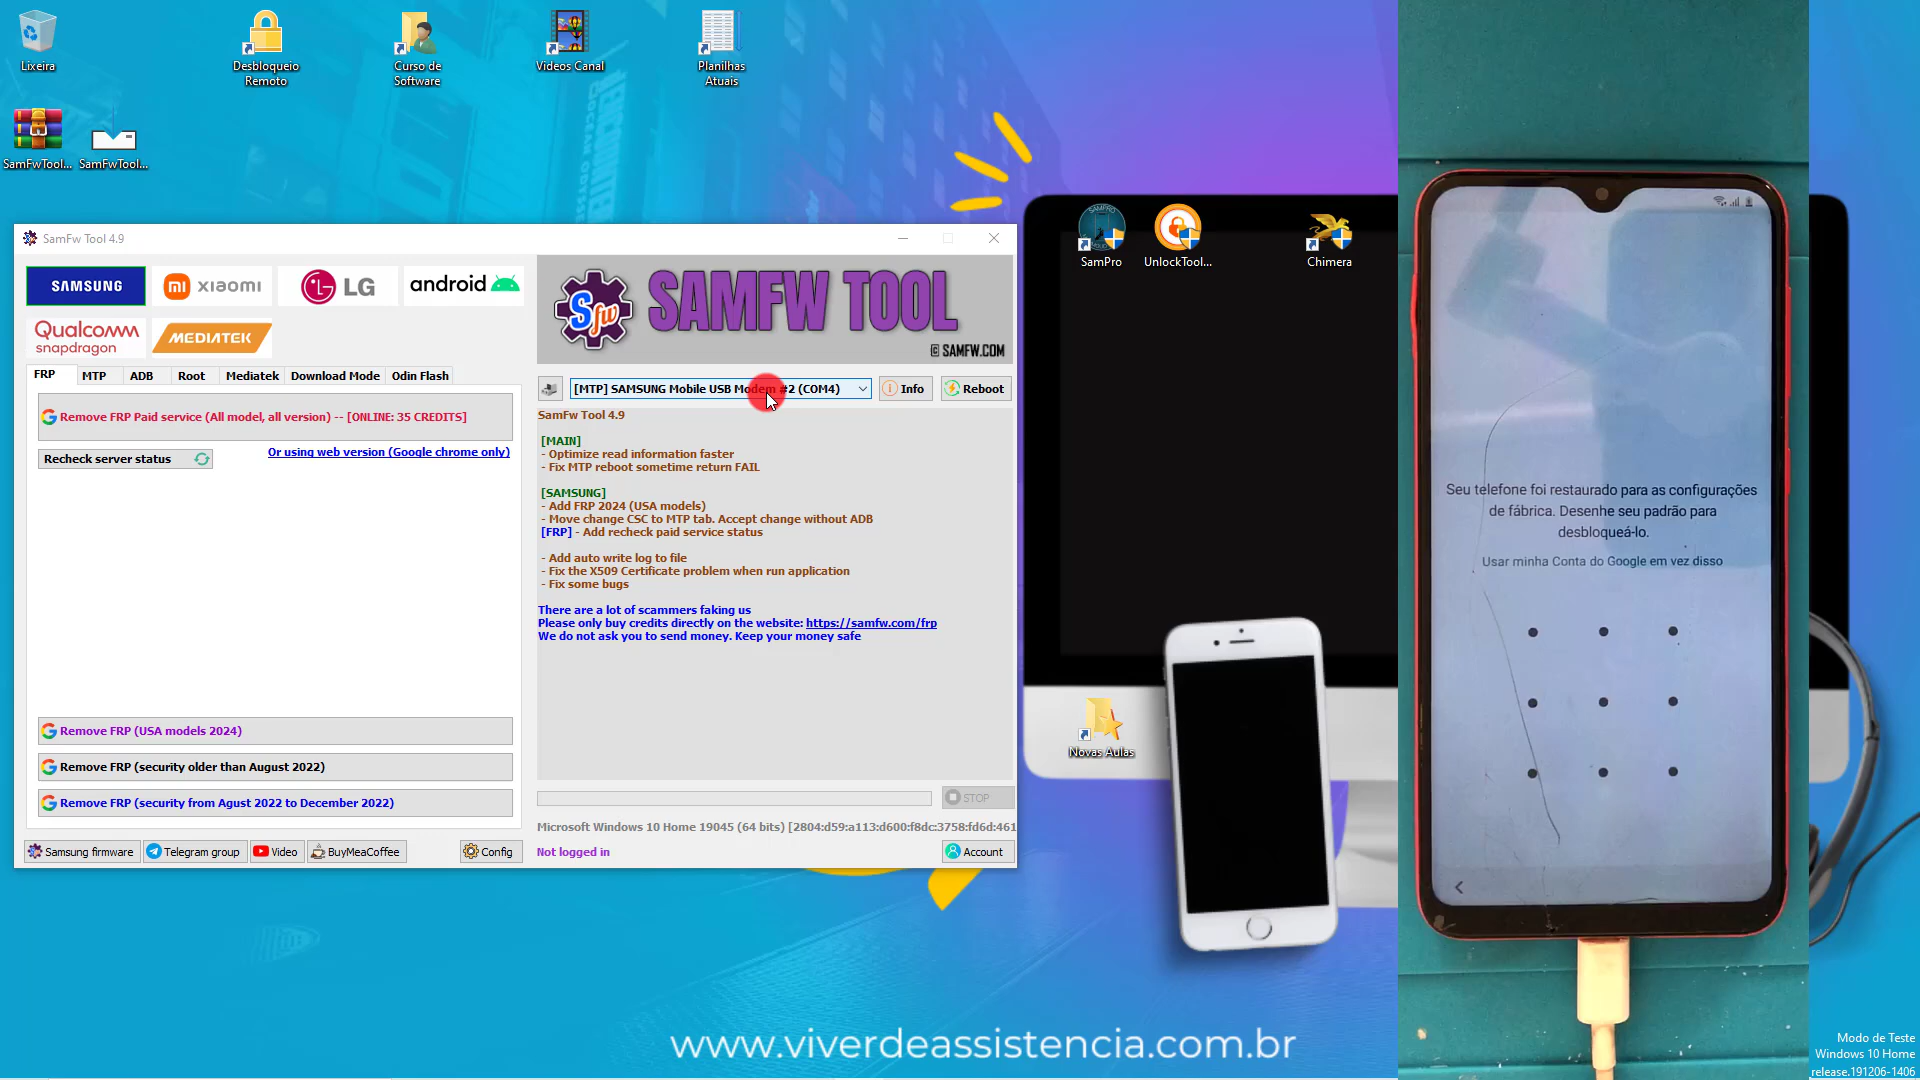 Lixeira
Desbloqueio
Remoto
Curso de
Software
Videos Canal
Planilhas
Atuais
SamFwTool...
SamFwTool...
SamFw Tool 4.9
SAMSUNG
mi xiaomi
LG
android
Qualcomm
snapdragon
MEDIATEK
FRP
MTP
ADB
Root
Mediatek
Download Mode
Odin Flash
Remove FRP Paid service (All model, all version) -- [ONLINE: 35 CREDITS]
Recheck server status
Or using web version (Google chrome only)
Remove FRP (USA models 2024)
Remove FRP (security older than August 2022)
Remove FRP (security from Agust 2022 to December 2022)
Samsung firmware
Telegram group
Video
BuyMeaCoffee
Config
Sfw
SAMFW TOOL
© SAMFW.COM
[MTP] SAMSUNG Mobile USB Modem #2 (COM4)
Info
Reboot
SamFw Tool 4.9
[MAIN]
- Optimize read information faster
- Fix MTP reboot sometime return FAIL
[SAMSUNG]
- Add FRP 2024 (USA models)
- Move change CSC to MTP tab. Accept change without ADB
[FRP] - Add recheck paid service status
- Add auto write log to file
- Fix the X509 Certificate problem when run application
- Fix some bugs
There are a lot of scammers faking us
Please only buy credits directly on the website: https://samfw.com/frp
We do not ask you to send money. Keep your money safe
STOP
Microsoft Windows 10 Home 19045 (64 bits) [2804:d59:a113:d600:f8dc:3758:fd6d:461
Not logged in
Account
SAMPRO
SamPro
UnlockTool...
Chimera
Novas Aulas
Seu telefone foi restaurado para as configurações
de fábrica. Desenhe seu padrão para
desbloqueá-lo.
Usar minha Conta do Google em vez disso
www.viverdeassistencia.com.br
Modo de Teste
Windows 10 Home
release.191206-1406